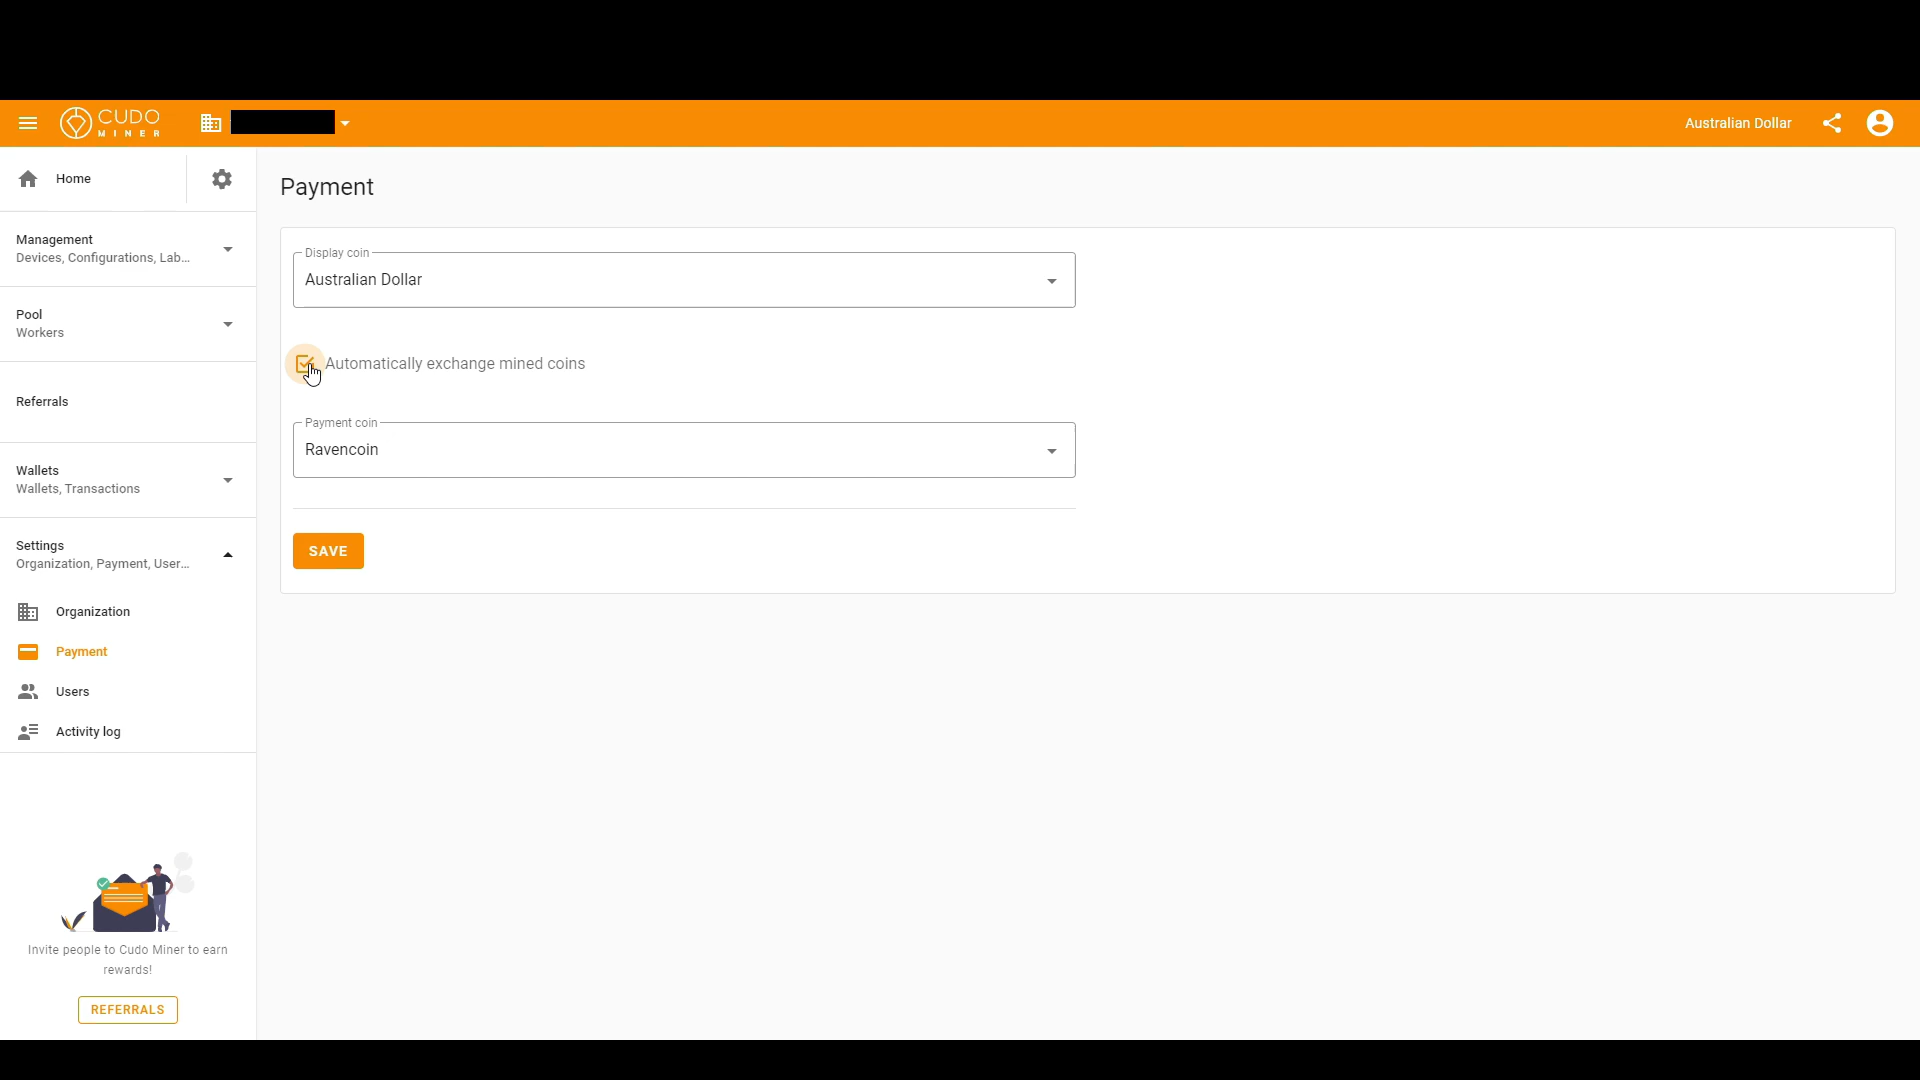 CUDO
MINER
Australian Dollar
Home
Management
Devices, Configurations, Lab...
Pool
Workers
Referrals
Wallets
Wallets, Transactions
Settings
Organization, Payment, User...
Organization
Payment
Users
Activity log
Invite people to Cudo Miner to earn
rewards!
REFERRALS
Payment
Display coin
Australian Dollar
Automatically exchange mined coins
Payment coin
Ravencoin
SAVE